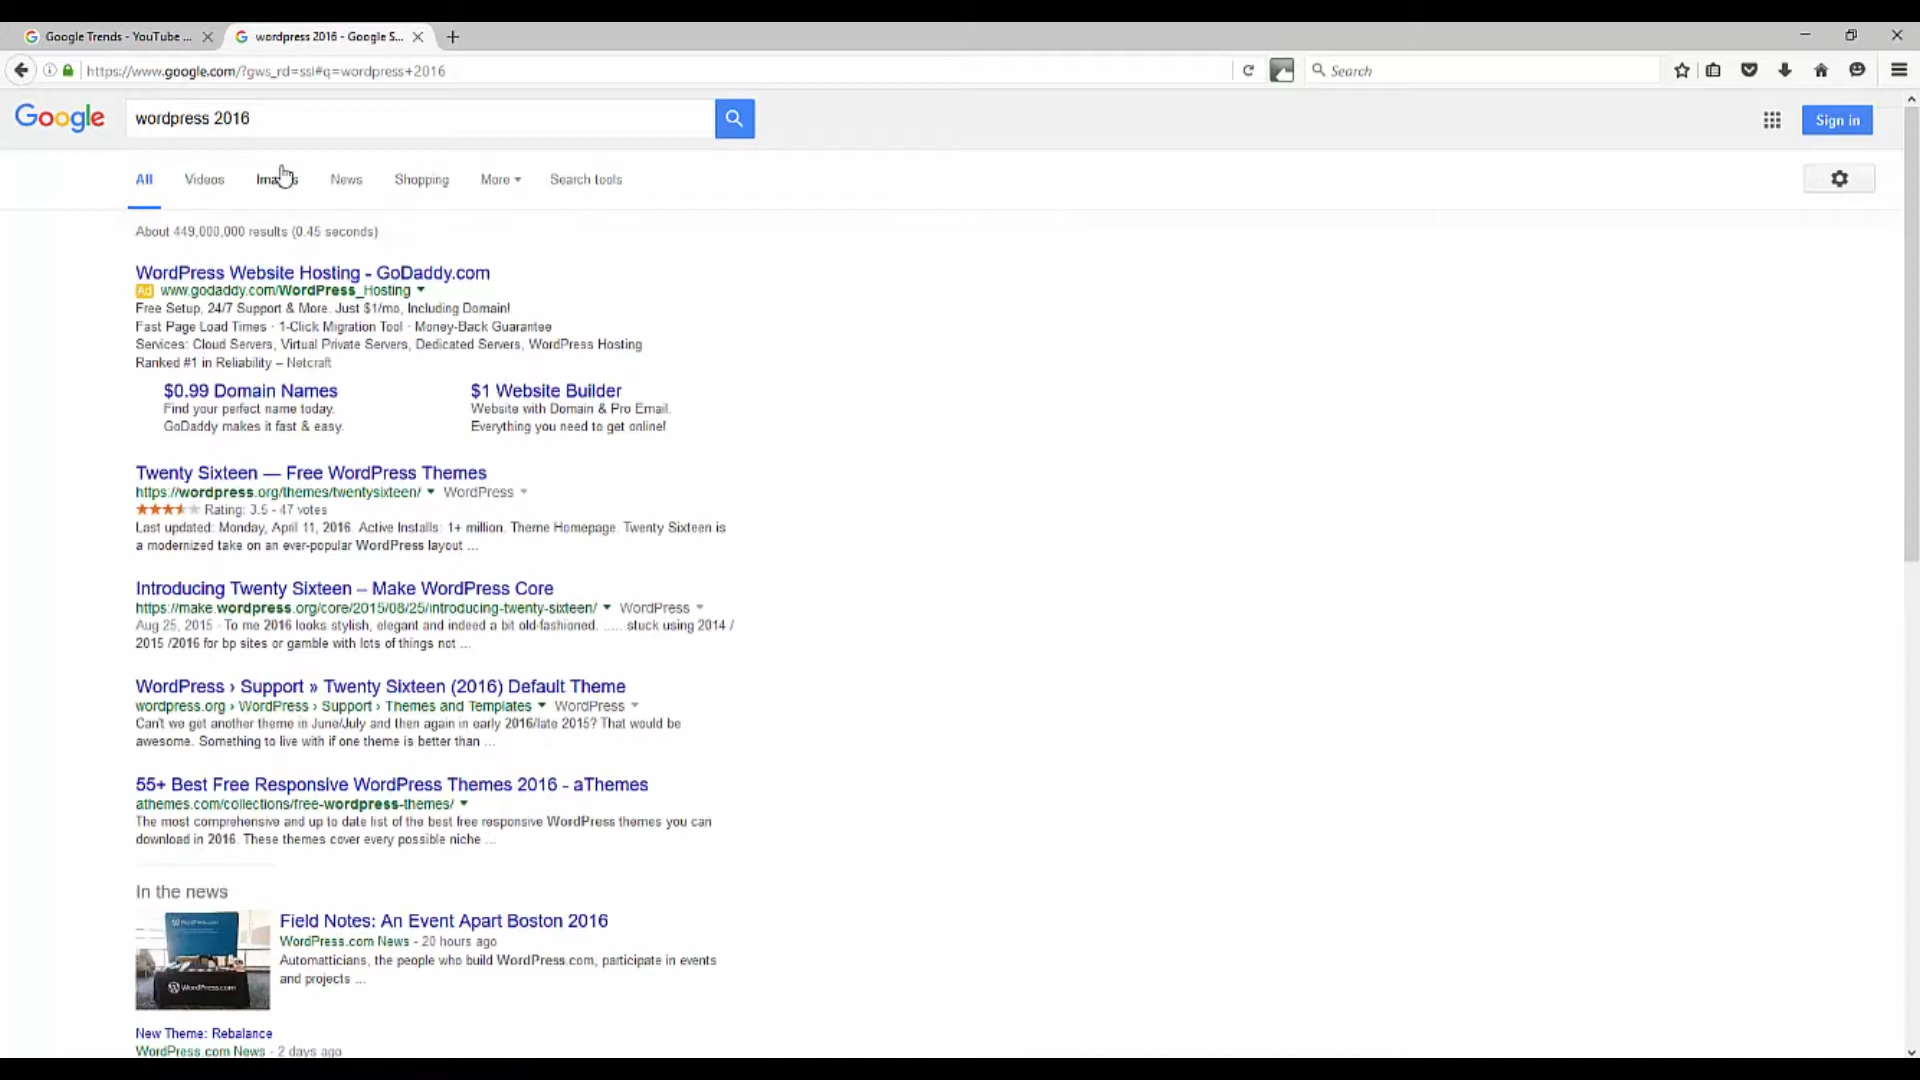 Google Trends - YouTube ...
wordpress 2016 - Google S...
https://www.google.com/?gws_rd=ssl#q=wordpress+2016
Search
Google
wordpress 2016
Sign in
All
Videos
Images
News
Shopping
More
Search tools
About 449,000,000 results (0.45 seconds)
WordPress Website Hosting - GoDaddy.com
Ad www.godaddy.com/WordPress_Hosting
Free Setup, 24/7 Support & More. Just $1/mo, Including Domain!
Fast Page Load Times · 1-Click Migration Tool · Money-Back Guarantee
Services: Cloud Servers, Virtual Private Servers, Dedicated Servers, WordPress Hosting
Ranked #1 in Reliability – Netcraft
$0.99 Domain Names
Find your perfect name today.
GoDaddy makes it fast & easy.
$1 Website Builder
Website with Domain & Pro Email.
Everything you need to get online!
Twenty Sixteen — Free WordPress Themes
https://wordpress.org/themes/twentysixteen/ WordPress
Rating: 3.5 - 47 votes
Last updated: Monday, April 11, 2016. Active Installs: 1+ million. Theme Homepage. Twenty Sixteen is
a modernized take on an ever-popular WordPress layout ...
Introducing Twenty Sixteen – Make WordPress Core
https://make.wordpress.org/core/2015/08/25/introducing-twenty-sixteen/ WordPress
Aug 25, 2015 - To me 2016 looks stylish, elegant and indeed a bit old-fashioned. ..... stuck using 2014 /
2015 /2016 for bp sites or gamble with lots of things not ...
WordPress › Support » Twenty Sixteen (2016) Default Theme
wordpress.org › WordPress › Support › Themes and Templates WordPress
Can't we get another theme in June/July and then again in early 2016/late 2015? That would be
awesome. Something to live with if one theme is better than ...
55+ Best Free Responsive WordPress Themes 2016 - aThemes
athemes.com/collections/free-wordpress-themes/
The most comprehensive and up to date list of the best free responsive WordPress themes you can
download in 2016. These themes cover every possible niche ...
In the news
WordPress.com
WordPress.com
Field Notes: An Event Apart Boston 2016
WordPress.com News - 20 hours ago
Automatticians, the people who build WordPress.com, participate in events
and projects ...
New Theme: Rebalance
WordPress.com News - 2 days ago